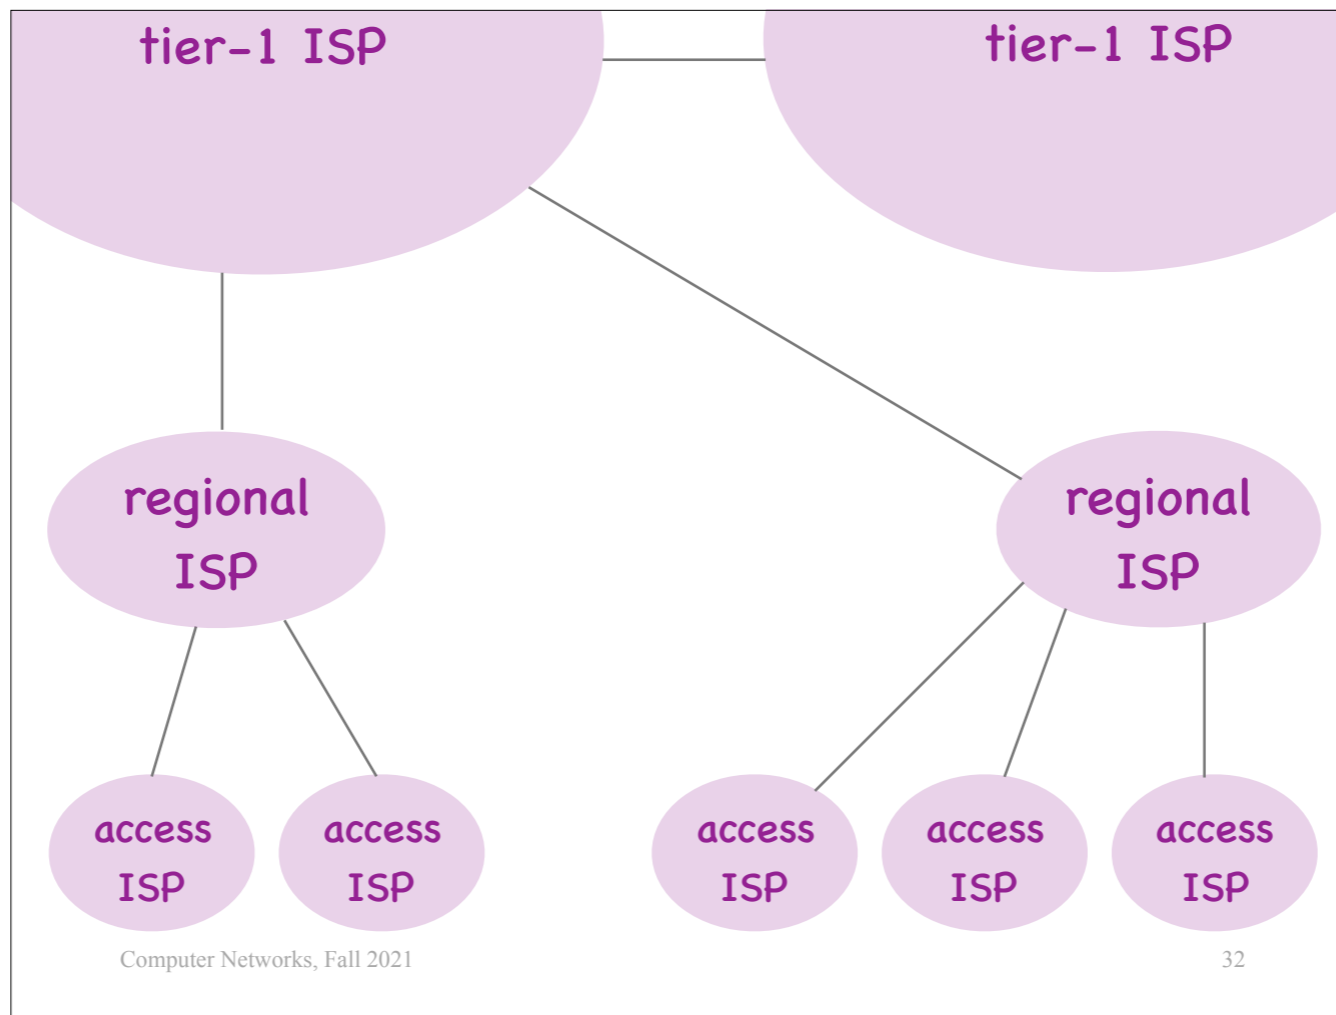 tier-1 ISP
tier-1 ISP
regional
ISP
regional
ISP
access
ISP
access
ISP
access
ISP
access
ISP
access
ISP
Computer Networks, Fall 2021
32